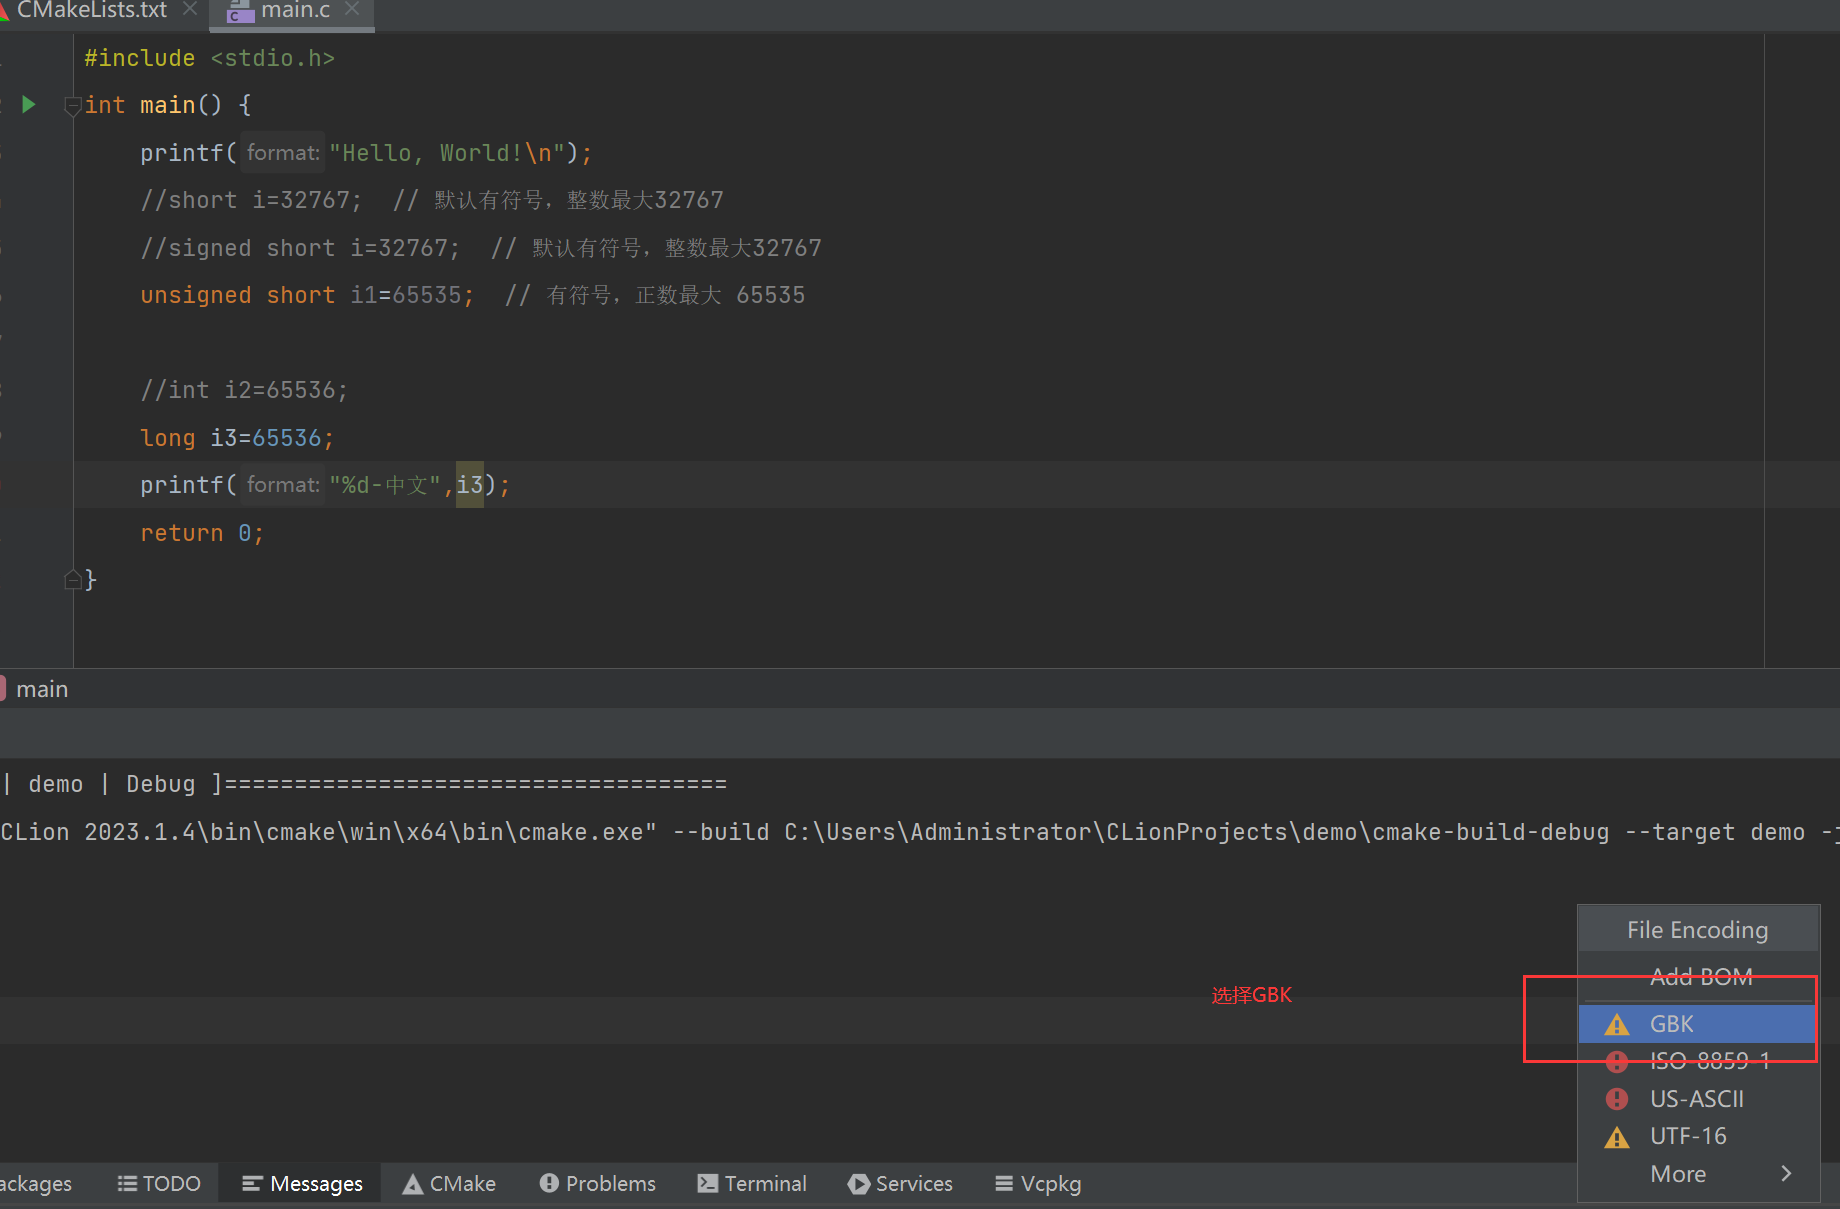 CMakeLists.txt
main.c
#include <stdio.h>
int main() {
printf( format: "Hello, World!\n");
//short i=32767;  // 默认有符号，整数最大32767
//signed short i=32767;  // 默认有符号，整数最大32767
unsigned short i1=65535;  // 有符号，正数最大 65535
//int i2=65536;
long i3=65536;
printf( format: "%d-中文",i3);
return 0;
}
main
| demo | Debug ]====================================
CLion 2023.1.4\bin\cmake\win\x64\bin\cmake.exe" --build C:\Users\Administrator\CLionProjects\demo\cmake-build-debug --target demo -j
File Encoding
Add BOM
选择GBK
GBK
ISO-8859-1
US-ASCII
UTF-16
More
ackages
TODO
Messages
CMake
Problems
Terminal
Services
Vcpkg